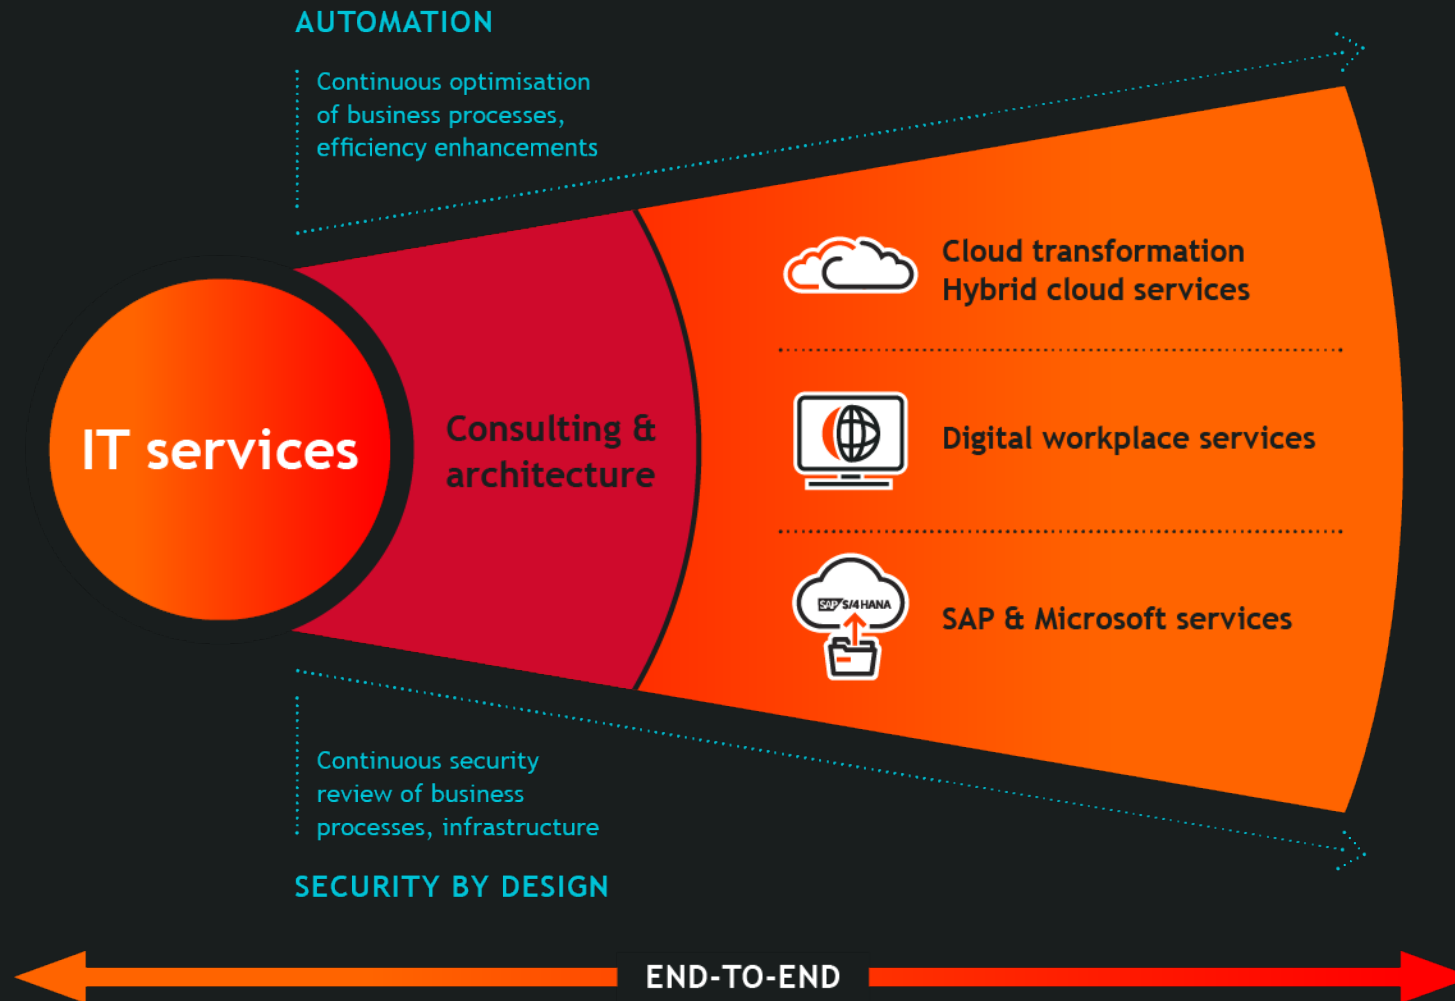 AUTOMATION
Continuous optimisation
of business processes,
efficiency enhancements
IT services
Consulting &
architecture
Cloud transformation
Hybrid cloud services
Digital workplace services
SAP S/4HANA
SAP & Microsoft services
Continuous security
review of business
processes, infrastructure
SECURITY BY DESIGN
END-TO-END